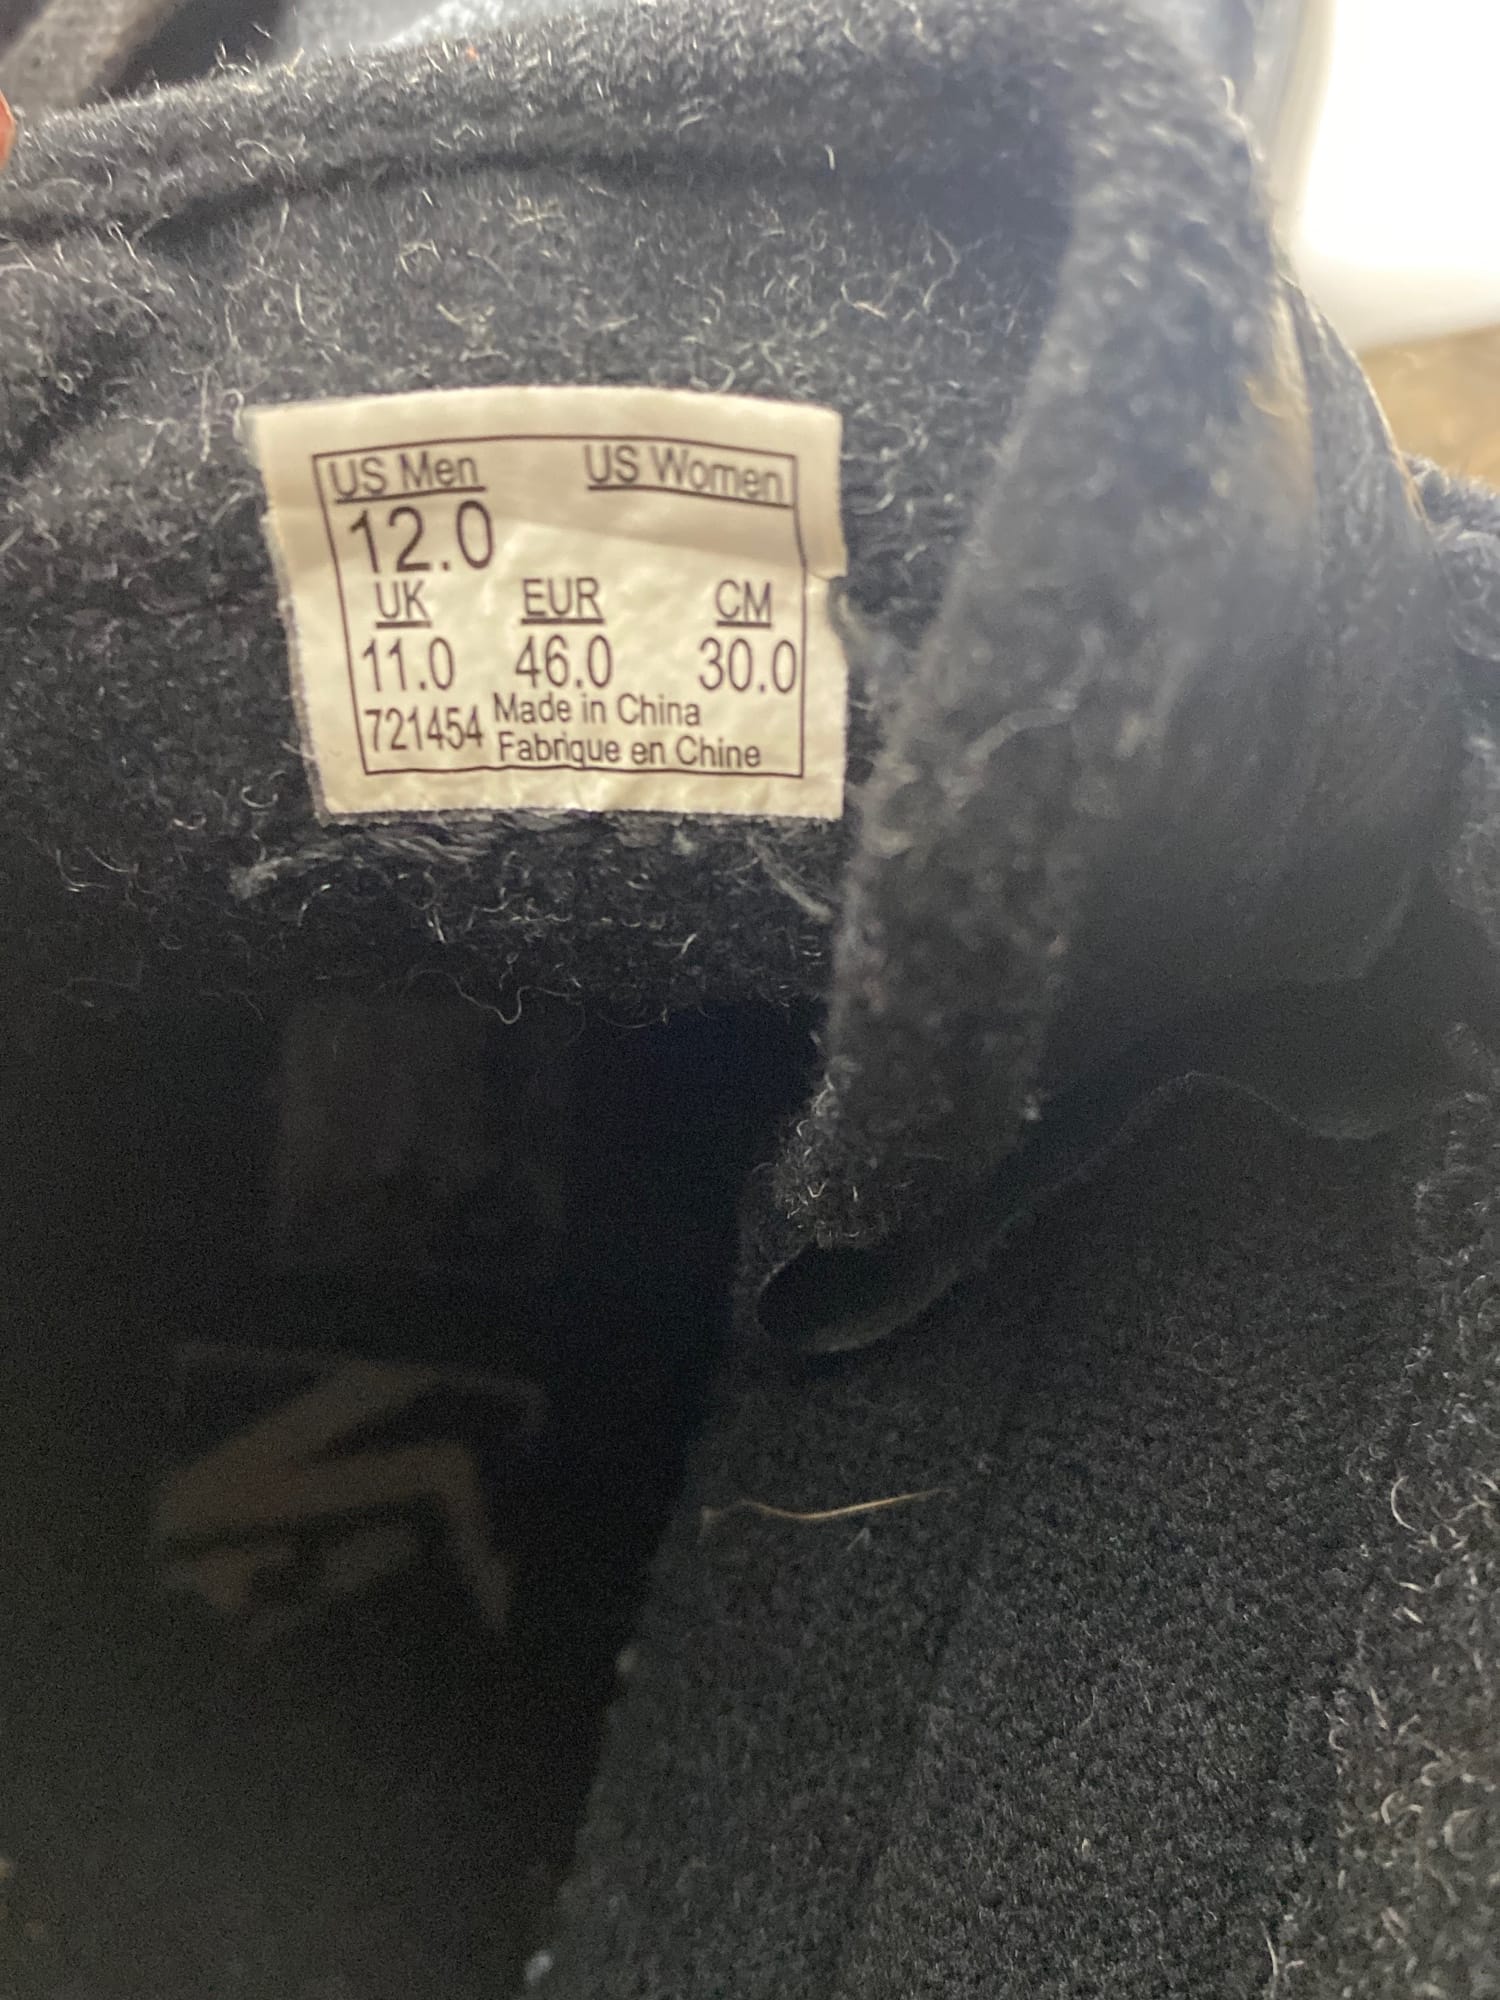 US Men US Women
12.0
UK EUR CM
11.0 46.0 30.0
721454 Made in China
Fabrique en Chine